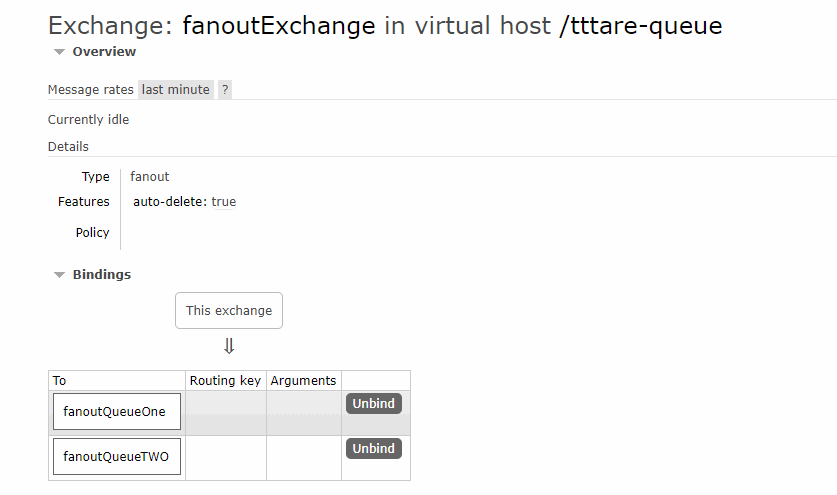 Exchange: fanoutExchange in virtual host /tttare-queue
Overview
Message rates last minute ?
Currently idle
Details
Type fanout
Features auto-delete: true
Policy
Bindings
This exchange
⇓
To Routing key Arguments
fanoutQueueOne Unbind
fanoutQueueTWO Unbind